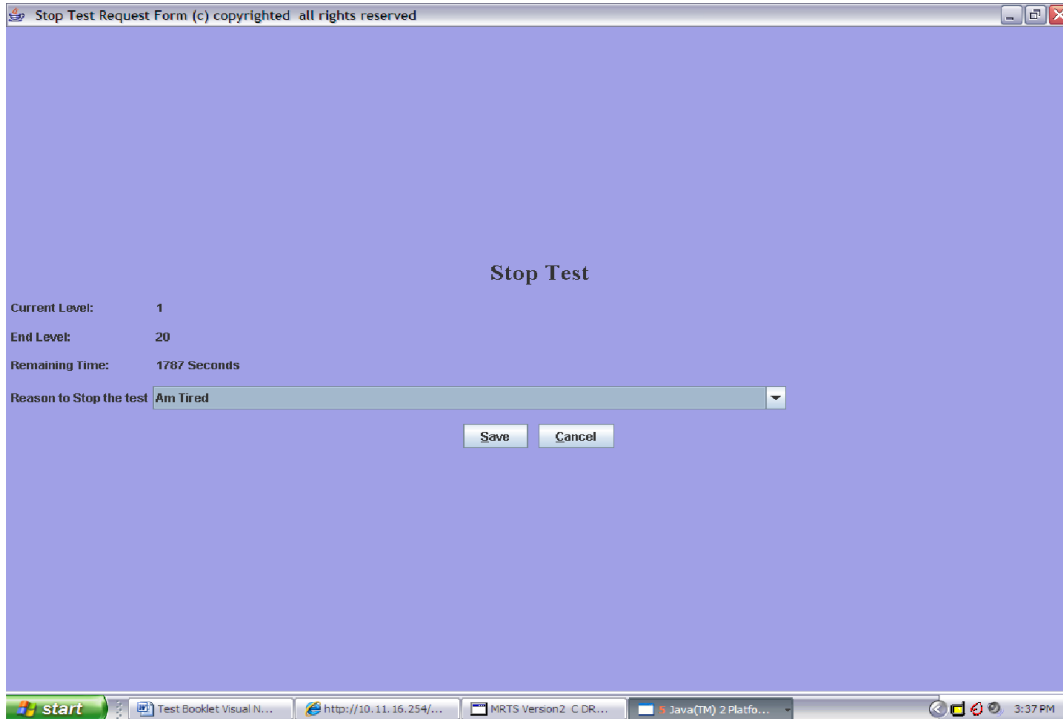 Stop Test Request Form (c) copyrighted all rights reserved
Stop Test
Current Level: 1
End Level: 20
Remaining Time: 1787 Seconds
Reason to Stop the test Am Tired
Save Cancel
start Test Booklet Visual N... http://10.11.16.254/... MRTS Version2 C DR... 5 Java(TM) 2 Platfo... 3:37 PM